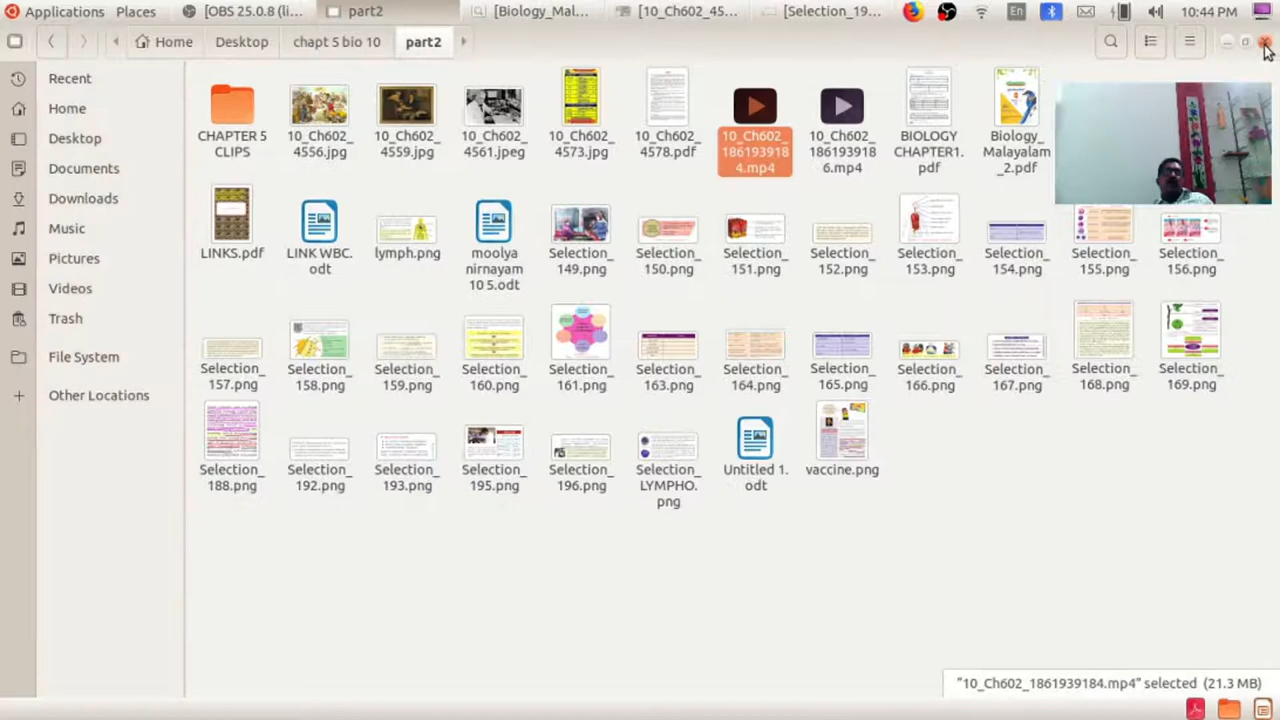 Applications Places [OBS 25.0.8 (li... part2 [Biology_Mal... [10_Ch602_45... [Selection_19... En 10:44 PM
Home Desktop chapt 5 bio 10 part2
Recent
Home
Desktop
Documents
Downloads
Music
Pictures
Videos
Trash
File System
Other Locations
CHAPTER 5
CLIPS
10_Ch602_
4556.jpg
10_Ch602_
4559.jpg
10_Ch602_
4561.jpeg
10_Ch602_
4573.jpg
10_Ch602_
4578.pdf
10_Ch602_
186193918
4.mp4
10_Ch602_
186193918
6.mp4
BIOLOGY
CHAPTER1.
pdf
Biology_
Malayalam
_2.pdf
LINKS.pdf
LINK WBC.
odt
lymph.png
moolya
nirnayam
10 5.odt
Selection_
149.png
Selection_
150.png
Selection_
151.png
Selection_
152.png
Selection_
153.png
Selection_
154.png
Selection_
155.png
Selection_
156.png
Selection_
157.png
Selection_
158.png
Selection_
159.png
Selection_
160.png
Selection_
161.png
Selection_
163.png
Selection_
164.png
Selection_
165.png
Selection_
166.png
Selection_
167.png
Selection_
168.png
Selection_
169.png
Selection_
188.png
Selection_
192.png
Selection_
193.png
Selection_
195.png
Selection_
196.png
Selection_
LYMPHO.
png
Untitled 1.
odt
vaccine.png
"10_Ch602_1861939184.mp4" selected (21.3 MB)